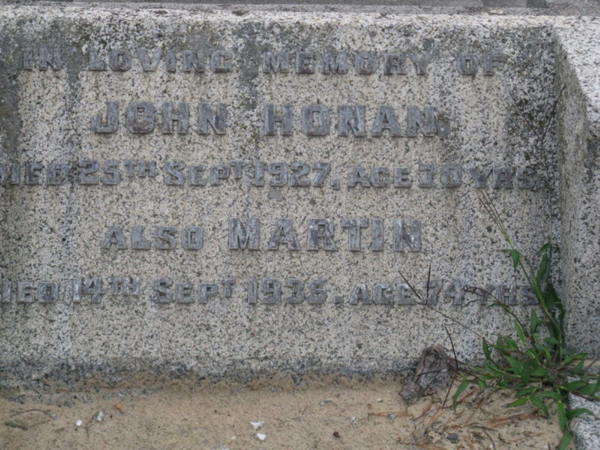 IN LOVING MEMORY OF
JOHN HONAN
DIED 25TH SEPT 1927, AGED YRS
ALSO MARTIN
DIED 14TH SEPT 1935, AGED 74 YRS